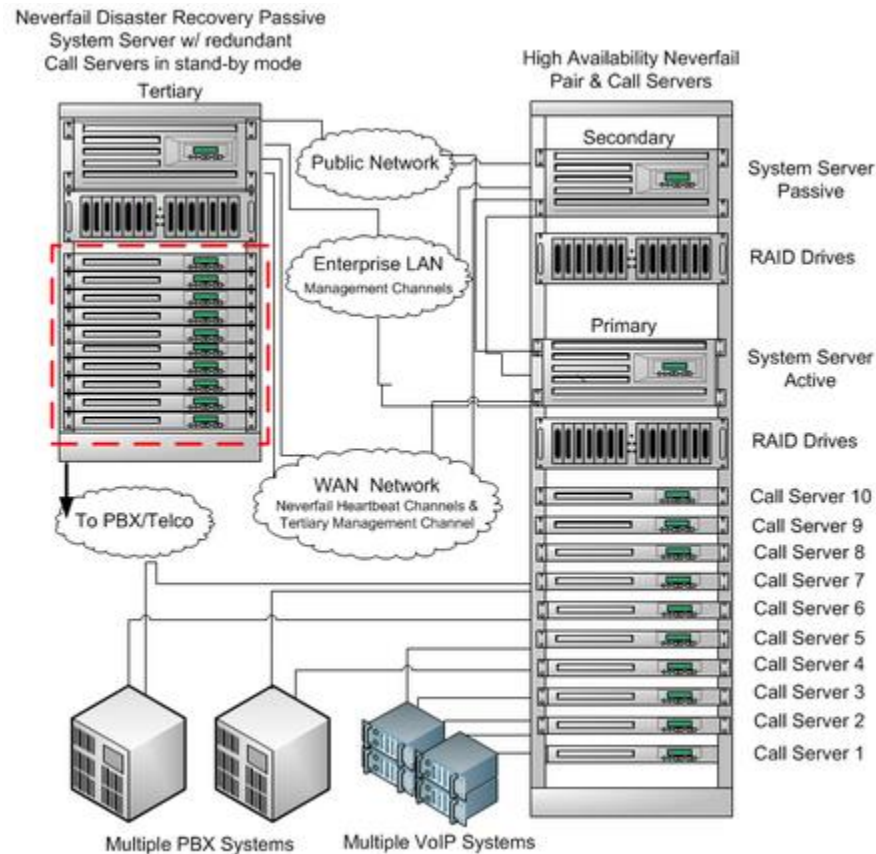 Neverfail Disaster Recovery Passive
System Server w/ redundant
Call Servers in stand-by mode
Tertiary
High Availability Neverfail
Pair & Call Servers
Secondary
System Server
Passive
RAID Drives
Primary
System Server
Active
RAID Drives
Call Server 10
Call Server 9
Call Server 8
Call Server 7
Call Server 6
Call Server 5
Call Server 4
Call Server 3
Call Server 2
Call Server 1
Public Network
Enterprise LAN
Management Channels
WAN Network
Neverfail Heartbeat Channels &
Tertiary Management Channel
To PBX/Telco
Multiple PBX Systems
Multiple VoIP Systems